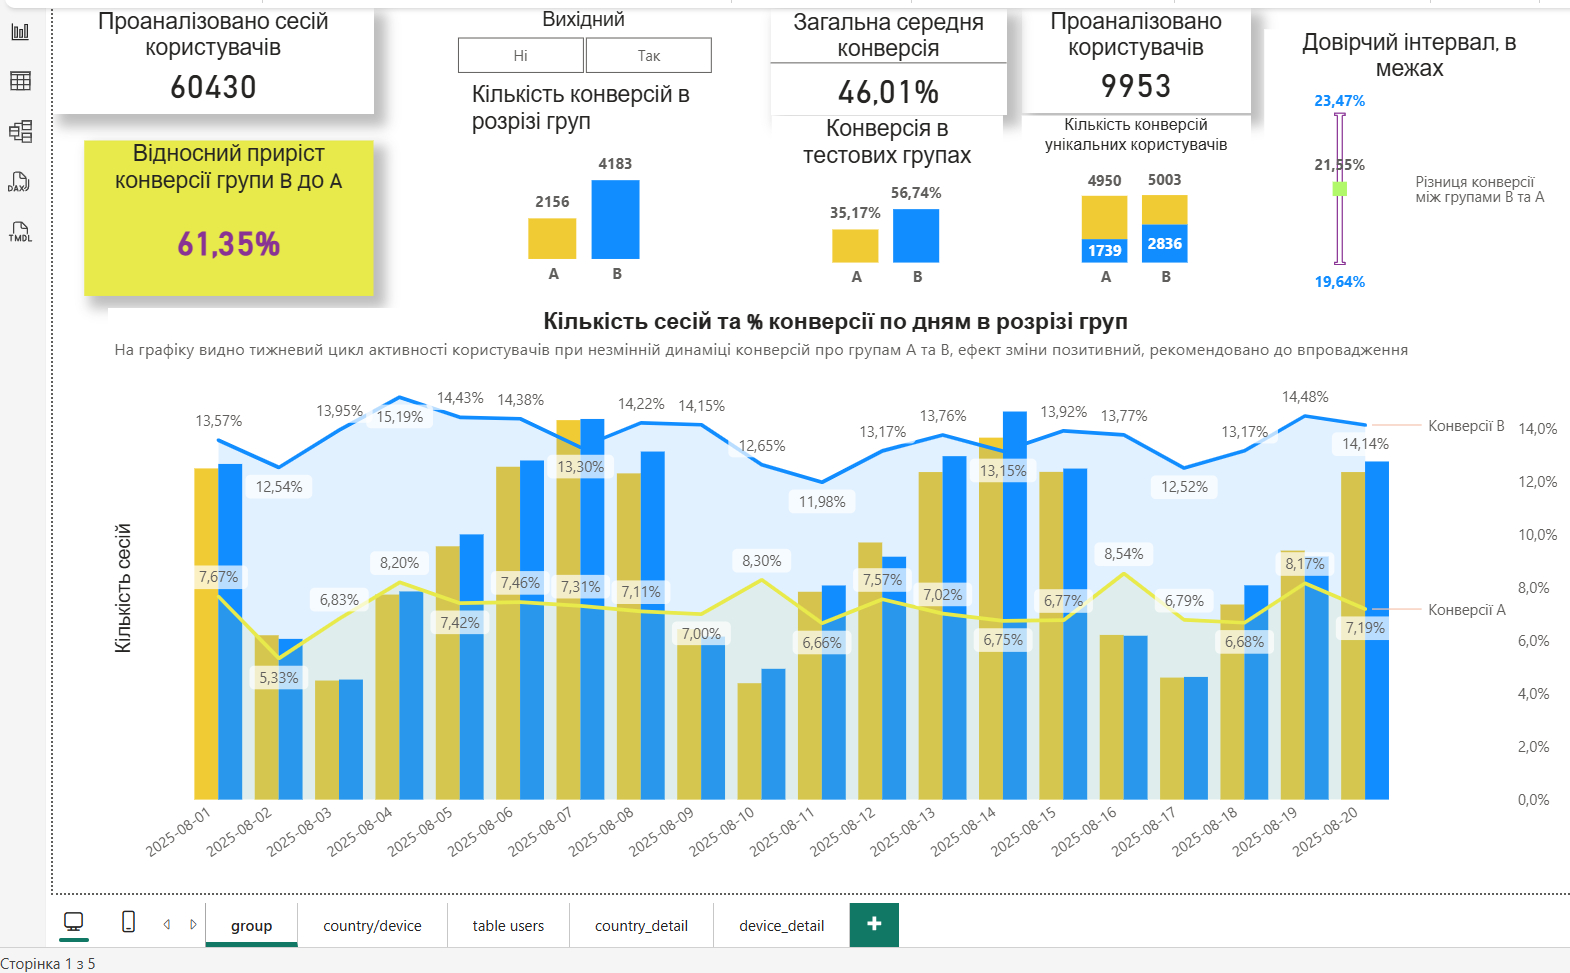 Проаналізовано сесій
користувачів
60430
Вихідний
Ні
Так
Загальна середня
конверсія
46,01%
Проаналізовано
користувачів
9953
Довірчий інтервал, в
межах
23,47%
21,55%
19,64%
Різниця конверсії
між групами В та А
Відносний приріст
конверсії групи B до A
61,35%
Кількість конверсій в
розрізі груп
2156
4183
A
B
Конверсія в
тестових групах
35,17%
56,74%
A
B
Кількість конверсій
унікальних користувачів
4950
5003
1739
2836
A
B
DAX
TMDL
Кількість сесій та % конверсії по дням в розрізі груп
На графіку видно тижневий цикл активності користувачів при незмінній динаміці конверсій про групам А та В, ефект зміни позитивний, рекомендовано до впровадження
Кількість сесій
13,57%
12,54%
13,95%
15,19%
14,43%
14,38%
13,30%
14,22%
14,15%
12,65%
11,98%
13,17%
13,76%
13,15%
13,92%
13,77%
12,52%
13,17%
14,48%
14,14%
Конверсії B
7,67%
5,33%
6,83%
8,20%
7,42%
7,46%
7,31%
7,11%
7,00%
8,30%
6,66%
7,57%
7,02%
6,75%
6,77%
8,54%
6,79%
6,68%
8,17%
7,19%
Конверсії A
14,0%
12,0%
10,0%
8,0%
6,0%
4,0%
2,0%
0,0%
2025-08-01
2025-08-02
2025-08-03
2025-08-04
2025-08-05
2025-08-06
2025-08-07
2025-08-08
2025-08-09
2025-08-10
2025-08-11
2025-08-12
2025-08-13
2025-08-14
2025-08-15
2025-08-16
2025-08-17
2025-08-18
2025-08-19
2025-08-20
group
country/device
table users
country_detail
device_detail
+
Сторінка 1 з 5